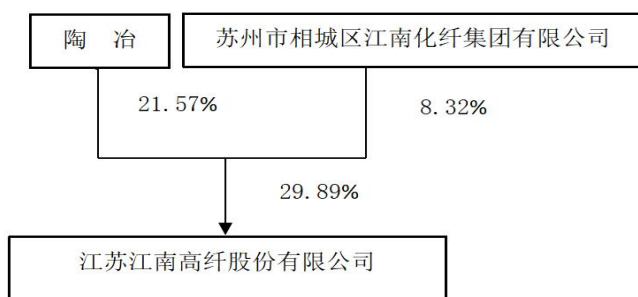 陶 冶
苏州市相城区江南化纤集团有限公司
21.57%
8.32%
29.89%
江苏江南高纤股份有限公司